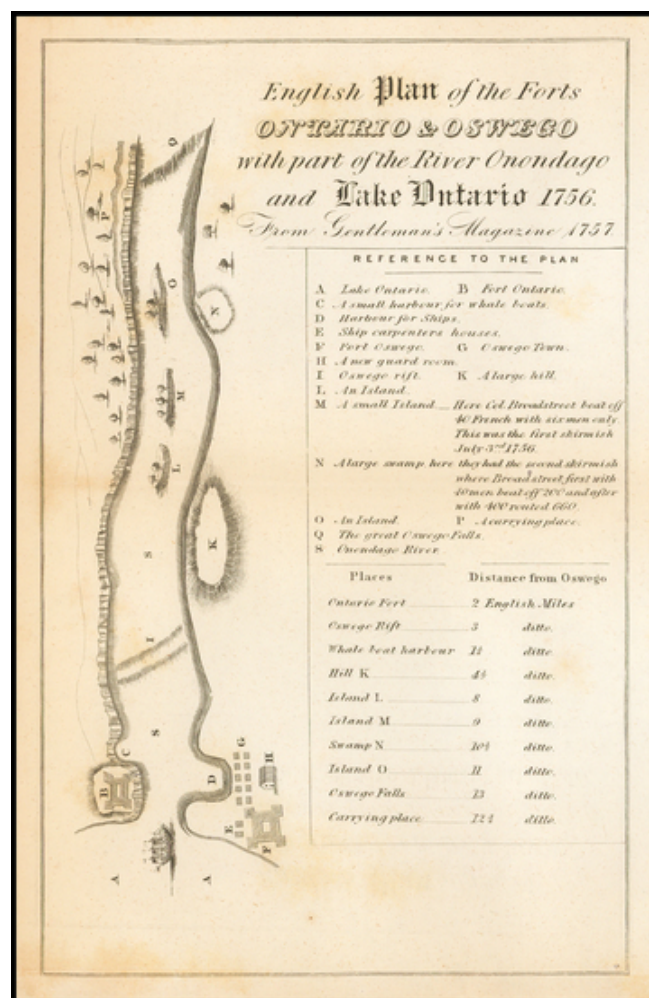 English Plan of the Forts
ONTARIO & OSWEGO
with part of the River Onondago
and Lake Ontario 1756.
From Gentleman's Magazine 1757.
REFERENCE TO THE PLAN
A Lake Ontario. B Fort Ontario.
C A small harbour for whale boats.
D Harbour for Ships.
E Ship carpenters houses.
F Fort Oswego. G Oswego Town.
H A new guard room.
I Oswego rift. K A large hill.
L An Island.
M A small Island Here Col. Bradstreet beat off
40 French with six men only.
This was the first skirmish
July 3rd 1756.
N A large swamp here they had the second skirmish
where Bradstreet first with
40 men beat off 200 and after
with 400 routed 660.
O An Island. P A carrying place.
Q The great Oswego Falls.
S Onondago River.
Places Distance from Oswego
Ontario Fort 2 English Miles
Oswego Rift 3 ditto.
Whale boat harbour ditto.
Hill K ditto.
Island L 8 ditto.
Island M 9 ditto.
Swamp N ditto.
Island O 11 ditto.
Oswego Falls 13 ditto.
Carrying place ditto.
Q
P
O
N
M
L
K
S
I
S
C
B
D
G
H
E
F
A
A